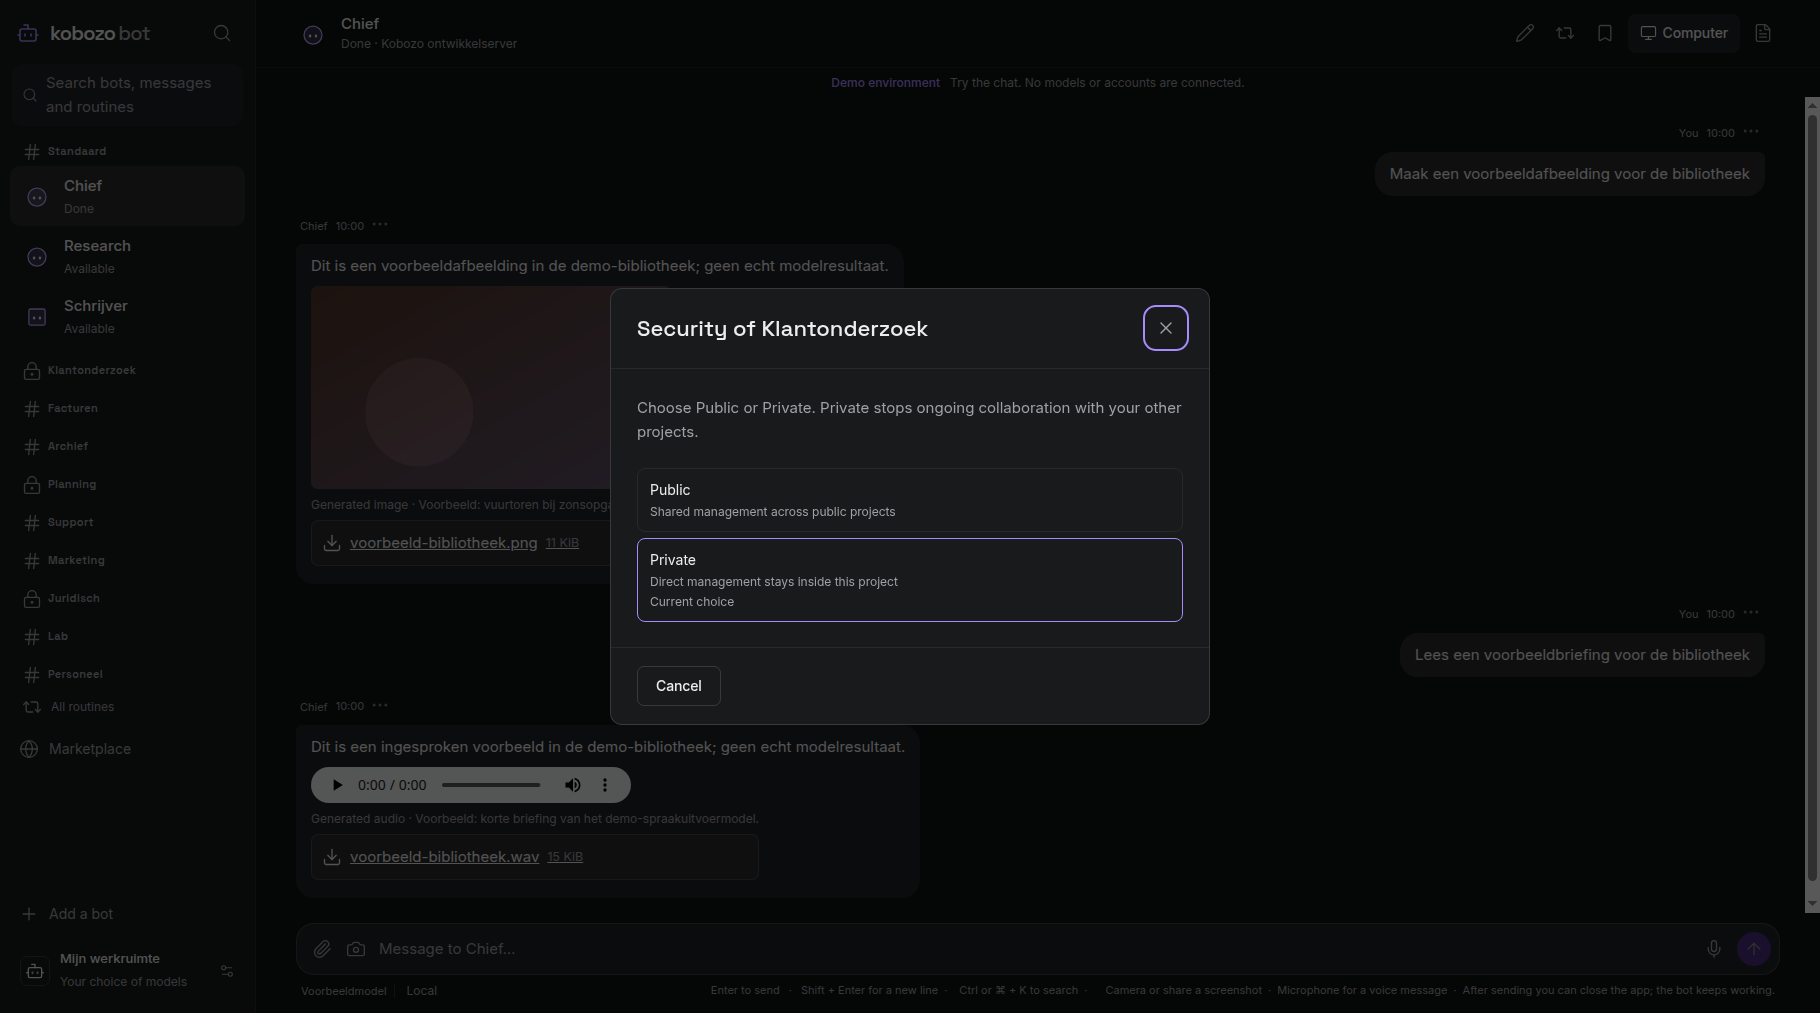 kobozo bot
Search bots, messages
and routines
Standaard
Chief
Done
Research
Available
Schrijver
Available
Klantonderzoek
Facturen
Archief
Planning
Support
Marketing
Juridisch
Lab
Personeel
All routines
Marketplace
Add a bot
Mijn werkruimte
Your choice of models
Chief
Done · Kobozo ontwikkelserver
Computer
Demo environment Try the chat. No models or accounts are connected.
You 10:00
Maak een voorbeeldafbeelding voor de bibliotheek
Chief 10:00
Dit is een voorbeeldafbeelding in de demo-bibliotheek; geen echt modelresultaat.
Generated image · Voorbeeld: vuurtoren bij zonsopga
voorbeeld-bibliotheek.png 11 KiB
Security of Klantonderzoek
Choose Public or Private. Private stops ongoing collaboration with your other
projects.
Public
Shared management across public projects
Private
Direct management stays inside this project
Current choice
Cancel
You 10:00
Lees een voorbeeldbriefing voor de bibliotheek
Chief 10:00
Dit is een ingesproken voorbeeld in de demo-bibliotheek; geen echt modelresultaat.
0:00 / 0:00
Generated audio · Voorbeeld: korte briefing van het demo-spraakuitvoermodel.
voorbeeld-bibliotheek.wav 15 KiB
Message to Chief...
Voorbeeldmodel Local
Enter to send · Shift + Enter for a new line · Ctrl or ⌘ + K to search · Camera or share a screenshot · Microphone for a voice message · After sending you can close the app; the bot keeps working.